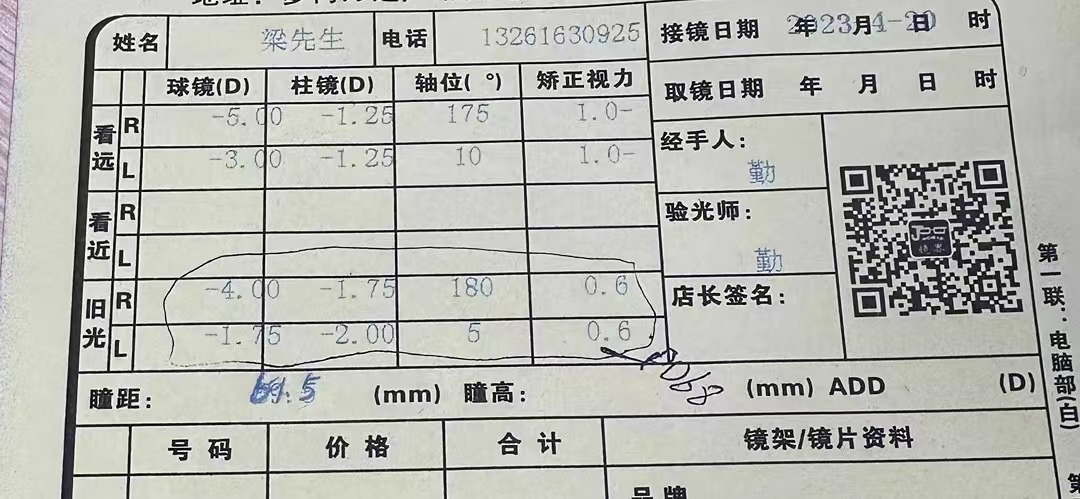 姓名 梁先生 电话 13261630925 接镜日期 2023年4月20日 时
球镜(D) 柱镜(D) 轴位(°) 矫正视力 取镜日期 年 月 日 时
看远 R -5.00 -1.25 175 1.0-
L -3.00 -1.25 10 1.0-
经手人: 勤
看近 R
L
验光师: 勤
旧光 R -4.00 -1.75 180 0.6
L -1.75 -2.00 5 0.6
店长签名:
瞳距: .5 (mm) 瞳高: (mm) ADD (D)
号码 价格 合计 镜架/镜片资料
品牌
第一联:电脑部(白)